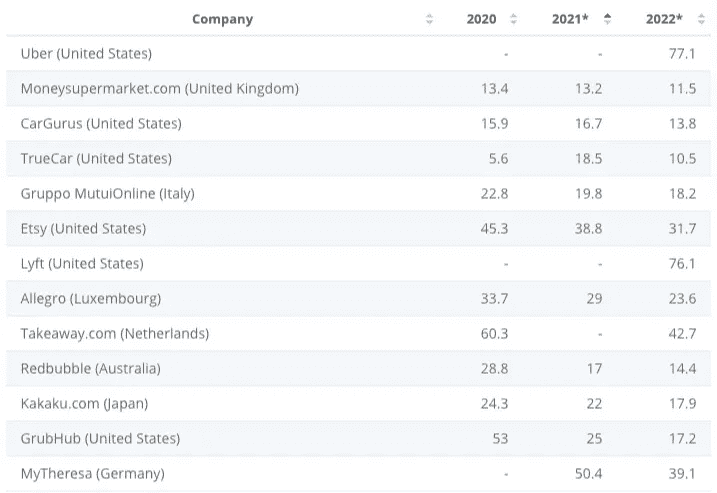 Company 2020 2021* 2022*
Uber (United States) - - 77.1
Moneysupermarket.com (United Kingdom) 13.4 13.2 11.5
CarGurus (United States) 15.9 16.7 13.8
TrueCar (United States) 5.6 18.5 10.5
Gruppo MutuiOnline (Italy) 22.8 19.8 18.2
Etsy (United States) 45.3 38.8 31.7
Lyft (United States) - - 76.1
Allegro (Luxembourg) 33.7 29 23.6
Takeaway.com (Netherlands) 60.3 - 42.7
Redbubble (Australia) 28.8 17 14.4
Kakaku.com (Japan) 24.3 22 17.9
GrubHub (United States) 53 25 17.2
MyTheresa (Germany) - 50.4 39.1